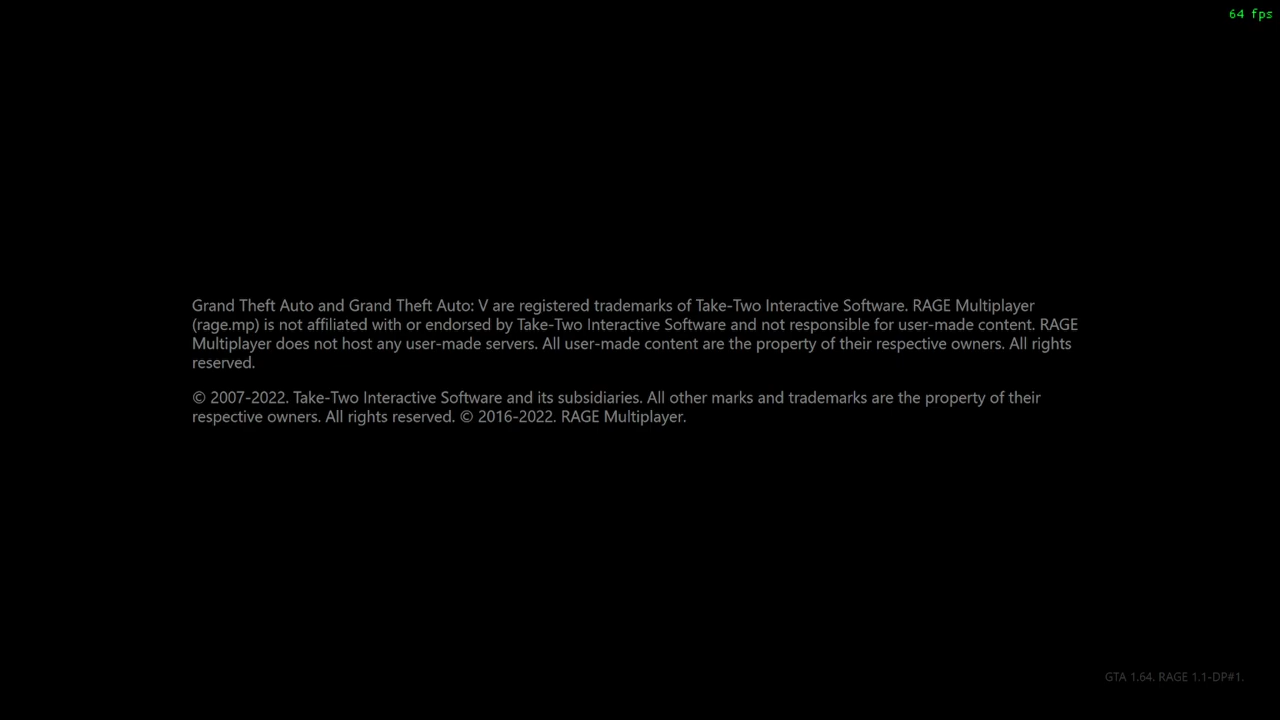 64 fps
Grand Theft Auto and Grand Theft Auto: V are registered trademarks of Take-Two Interactive Software. RAGE Multiplayer
(rage.mp) is not affiliated with or endorsed by Take-Two Interactive Software and not responsible for user-made content. RAGE
Multiplayer does not host any user-made servers. All user-made content are the property of their respective owners. All rights
reserved.
© 2007-2022. Take-Two Interactive Software and its subsidiaries. All other marks and trademarks are the property of their
respective owners. All rights reserved. © 2016-2022. RAGE Multiplayer.
GTA 1.64. RAGE 1.1-DP#1.